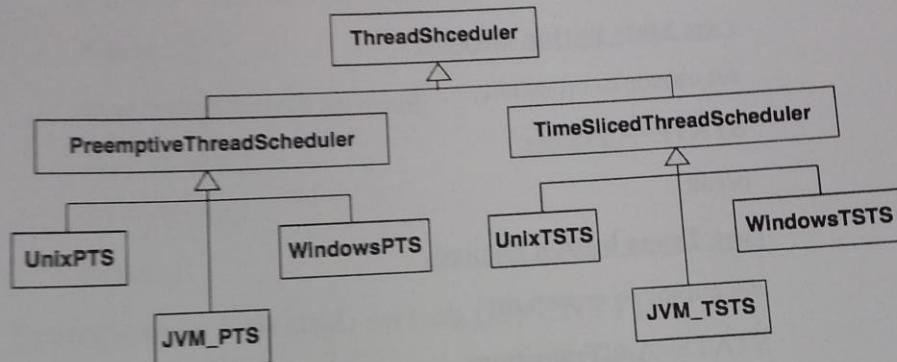 ThreadShceduler
PreemptiveThreadScheduler
TimeSlicedThreadScheduler
UnixPTS
WindowsPTS
UnixTSTS
WindowsTSTS
JVM_PTS
JVM_TSTS